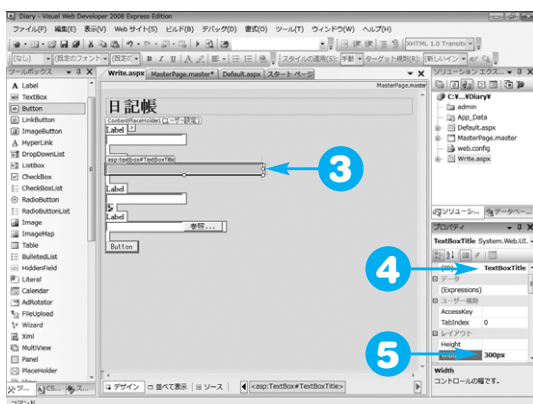 Diary - Visual Web Developer 2008 Express Edition
ファイル(F) 編集(E) 表示(V) Web サイト(S) ビルド(B) デバッグ(D) 書式(O) ツール(T) ウィンドウ(W) ヘルプ(H)
XHTML 1.0 Transiti
(なし) (既定のフォント (既定の B I U A スタイルの適用(S): 手動 ターゲット規則(R): (新しいインラ
ツールボックス
A Label
TextBox
Button
LinkButton
ImageButton
A HyperLink
DropDownList
ListBox
CheckBox
CheckBoxList
RadioButton
RadioButtonList
Image
ImageMap
Table
BulletedList
HiddenField
Literal
Calendar
AdRotator
FileUpload
Wizard
Xml
MultiView
Panel
PlaceHolder
ツ... CS... ス...
Write.aspx MasterPage.master* Default.aspx スタート ページ
MasterPage.master
日記帳
ContentPlaceHolder1 (ユーザー設定)
Label
asp:textbox#TextBoxTitle
3
Label
Label
参照...
Button
デザイン 並べて表示 ソース <asp:TextBox#TextBoxTitle>
ソリューション エクス...
C:¥...¥Diary¥
admin
App_Data
Default.aspx
MasterPage.master
web.config
Write.aspx
ソリューシ... データベー...
プロパティ
TextBoxTitle System.Web.UI.
4
(ID) TextBoxTitle
データ
(Expressions)
ユーザー補助
AccessKey
TabIndex 0
レイアウト
Height
5
Width 300px
Width
コントロールの幅です。
コマンド